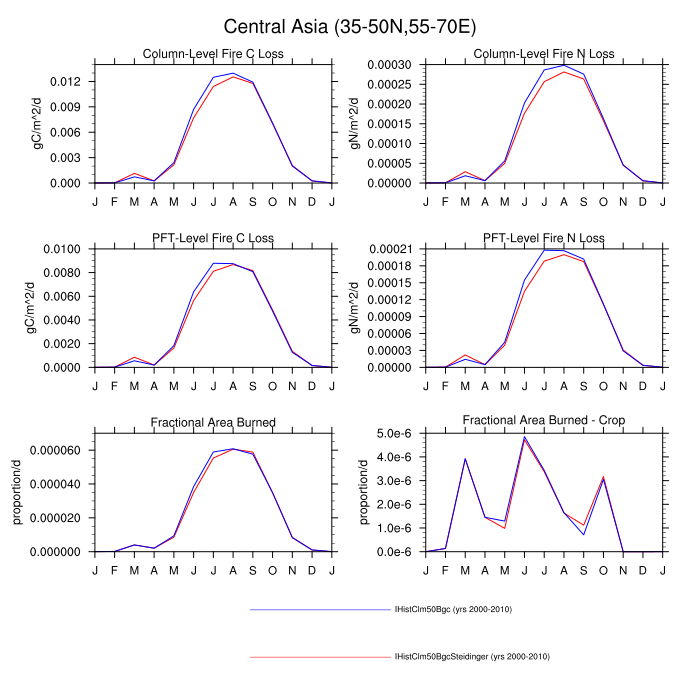 Central Asia (35-50N,55-70E)
Column-Level Fire C Loss
gC/m^2/d
0.012
0.009
0.006
0.003
0.000
J F M A M J J A S O N D J
Column-Level Fire N Loss
gN/m^2/d
0.00030
0.00025
0.00020
0.00015
0.00010
0.00005
0.00000
J F M A M J J A S O N D J
PFT-Level Fire C Loss
gC/m^2/d
0.0100
0.0080
0.0060
0.0040
0.0020
0.0000
J F M A M J J A S O N D J
PFT-Level Fire N Loss
gN/m^2/d
0.00021
0.00018
0.00015
0.00012
0.00009
0.00006
0.00003
0.00000
J F M A M J J A S O N D J
Fractional Area Burned
proportion/d
0.000060
0.000040
0.000020
0.000000
J F M A M J J A S O N D J
Fractional Area Burned - Crop
proportion/d
5.0e-6
4.0e-6
3.0e-6
2.0e-6
1.0e-6
0.0e-6
J F M A M J J A S O N D J
IHistClm50Bgc (yrs 2000-2010)
IHistClm50BgcSteidinger (yrs 2000-2010)